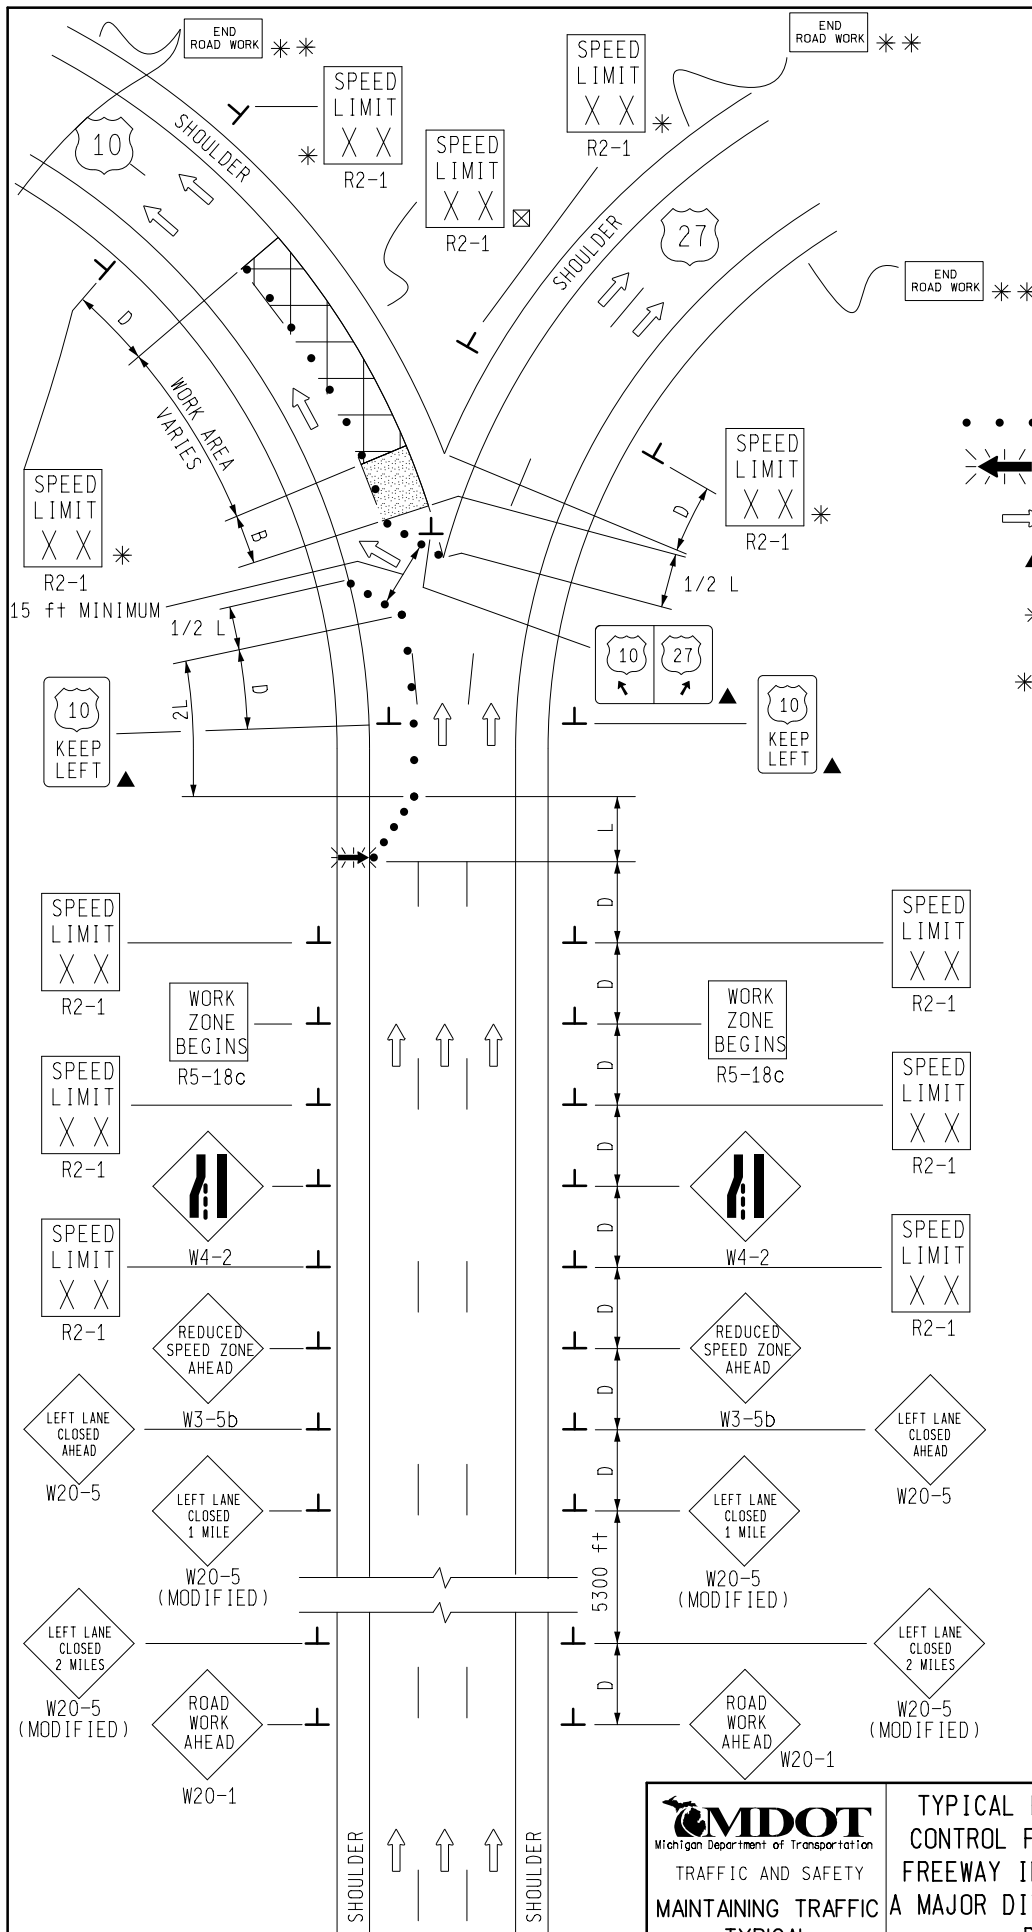 END
ROAD WORK
* *
SPEED
LIMIT
X X
*
R2-1
SPEED
LIMIT
X X
*
R2-1
END
ROAD WORK
* *
SPEED
LIMIT
X X
R2-1
10
SHOULDER
SHOULDER
27
END
ROAD WORK
* *
D
WORK AREA
VARIES
B
SPEED
LIMIT
X X
*
R2-1
SPEED
LIMIT
X X
*
R2-1
D
1/2 L
15 ft MINIMUM
1/2 L
D
2L
10
27
10
KEEP
LEFT
10
KEEP
LEFT
L
D
SPEED
LIMIT
X X
R2-1
SPEED
LIMIT
X X
R2-1
D
WORK
ZONE
BEGINS
R5-18c
WORK
ZONE
BEGINS
R5-18c
D
SPEED
LIMIT
X X
R2-1
SPEED
LIMIT
X X
R2-1
D
W4-2
W4-2
D
SPEED
LIMIT
X X
R2-1
SPEED
LIMIT
X X
R2-1
D
REDUCED
SPEED ZONE
AHEAD
W3-5b
REDUCED
SPEED ZONE
AHEAD
W3-5b
D
LEFT LANE
CLOSED
AHEAD
W20-5
LEFT LANE
CLOSED
AHEAD
W20-5
D
LEFT LANE
CLOSED
1 MILE
W20-5
(MODIFIED)
LEFT LANE
CLOSED
1 MILE
W20-5
(MODIFIED)
5300 ft
LEFT LANE
CLOSED
2 MILES
W20-5
(MODIFIED)
LEFT LANE
CLOSED
2 MILES
W20-5
(MODIFIED)
D
ROAD
WORK
AHEAD
W20-1
ROAD
WORK
AHEAD
W20-1
SHOULDER
SHOULDER
MDOT
Michigan Department of Transportation
TRAFFIC AND SAFETY
MAINTAINING TRAFFIC
TYPICAL
CONTROL
FREEWAY
A MAJOR